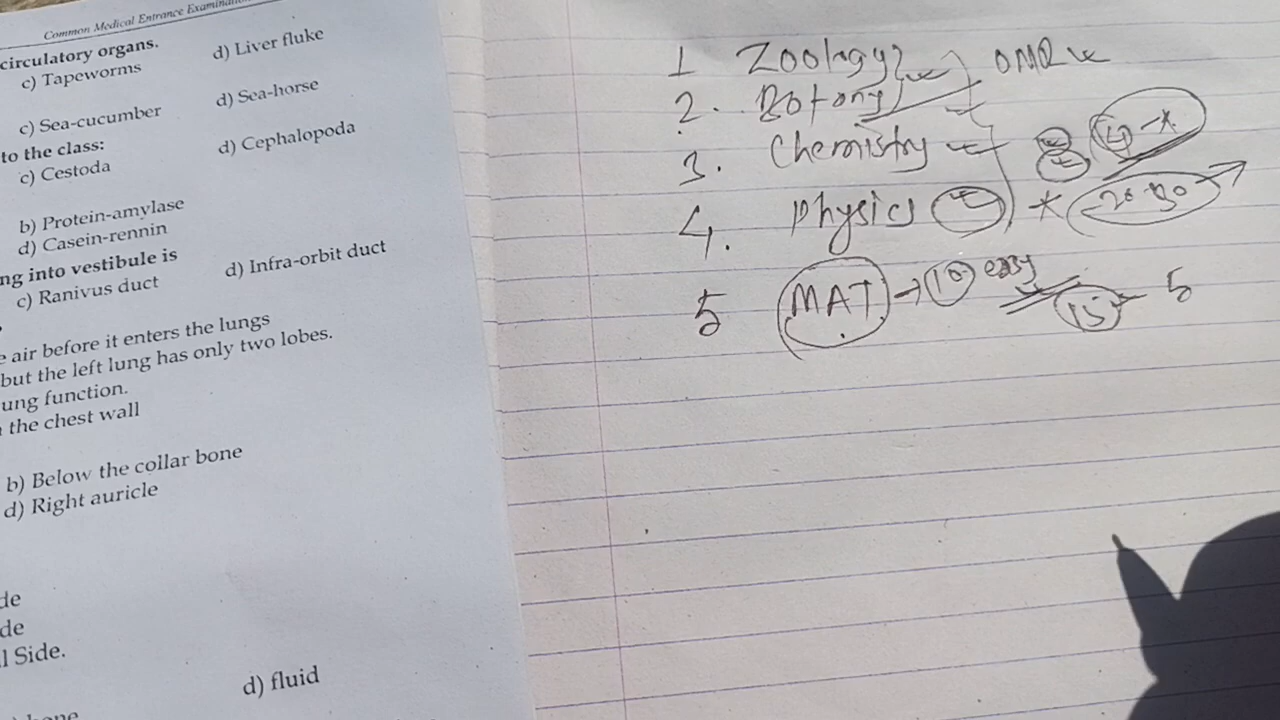 Common Medical Entrance Examination
circulatory organs.
c) Tapeworms d) Liver fluke
c) Sea-cucumber d) Sea-horse
to the class:
c) Cestoda d) Cephalopoda
b) Protein-amylase
d) Casein-rennin
ng into vestibule is
c) Ranivus duct d) Infra-orbit duct
e air before it enters the lungs
but the left lung has only two lobes.
ung function.
the chest wall
b) Below the collar bone
d) Right auricle
de
de
l Side.
d) fluid
bone
1 Zoology OMR
2. Botony
3. Chemistry
4. Physics
5 MAT → 10 easy 15 5